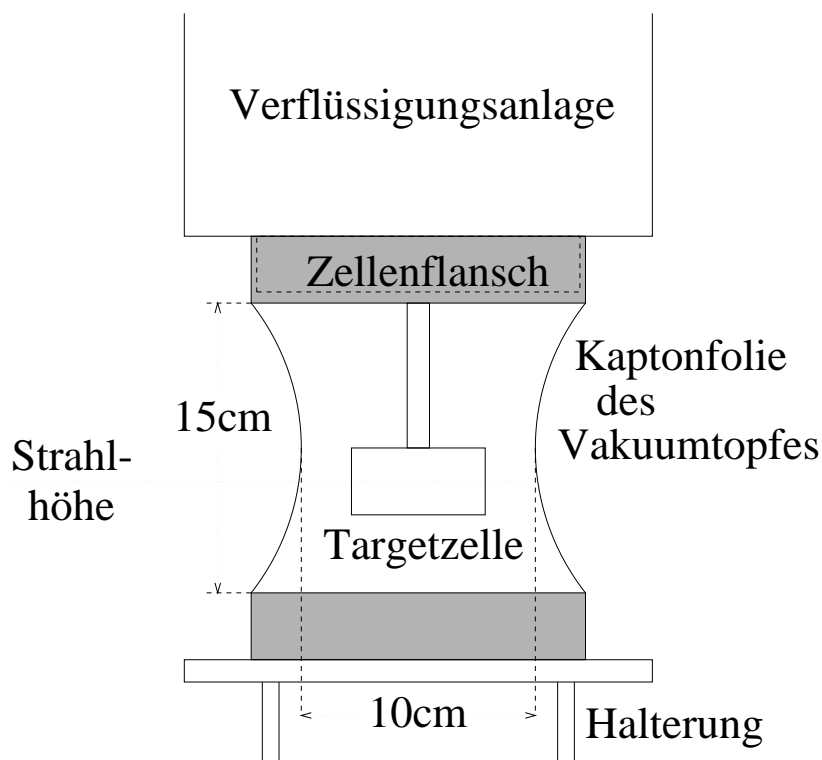 Verflüssigungsanlage
Zellenflansch
Kaptonfolie
des
Vakuumtopfes
15cm
Strahl-
höhe
Targetzelle
10cm
Halterung